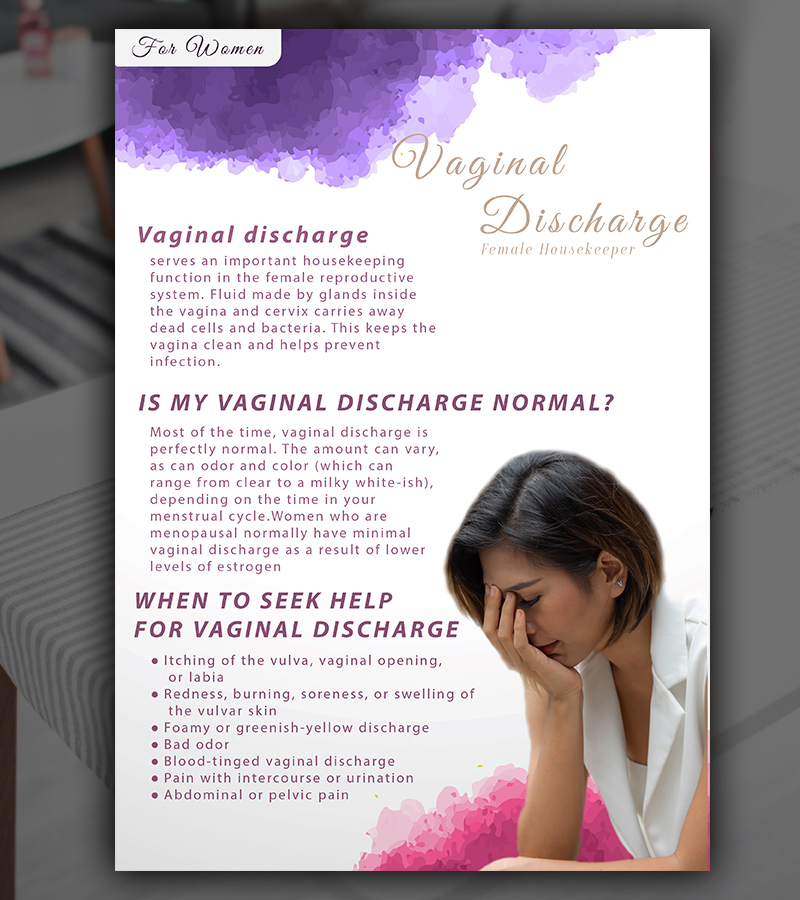 For Women
Vaginal
Discharge
Female Housekeeper
Vaginal discharge
serves an important housekeeping
function in the female reproductive
system. Fluid made by glands inside
the vagina and cervix carries away
dead cells and bacteria. This keeps the
vagina clean and helps prevent
infection.
IS MY VAGINAL DISCHARGE NORMAL?
Most of the time, vaginal discharge is
perfectly normal. The amount can vary,
as can odor and color (which can
range from clear to a milky white-ish),
depending on the time in your
menstrual cycle.Women who are
menopausal normally have minimal
vaginal discharge as a result of lower
levels of estrogen
WHEN TO SEEK HELP
FOR VAGINAL DISCHARGE
● Itching of the vulva, vaginal opening,
or labia
● Redness, burning, soreness, or swelling of
the vulvar skin
● Foamy or greenish-yellow discharge
● Bad odor
● Blood-tinged vaginal discharge
● Pain with intercourse or urination
● Abdominal or pelvic pain